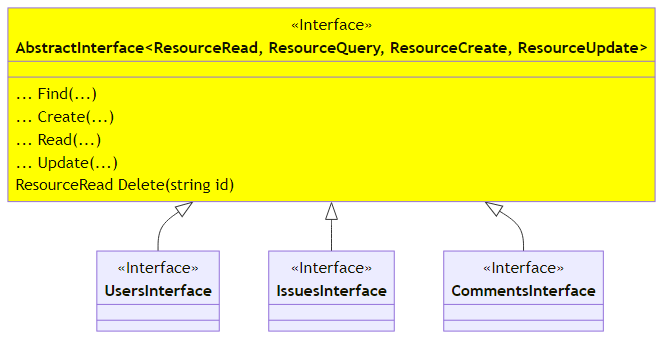 «Interface»
AbstractInterface<ResourceRead, ResourceQuery, ResourceCreate, ResourceUpdate>
... Find(...)
... Create(...)
... Read(...)
... Update(...)
ResourceRead Delete(string id)
«Interface»
UsersInterface
«Interface»
IssuesInterface
«Interface»
CommentsInterface